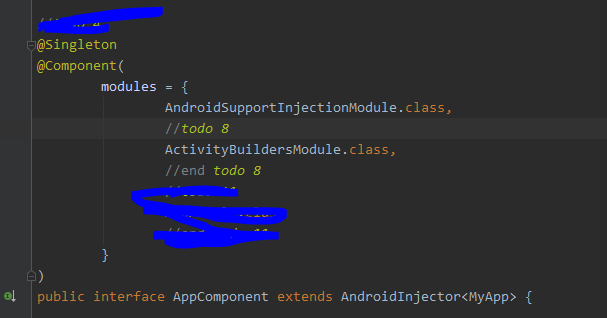 @Singleton
@Component(
modules = {
AndroidSupportInjectionModule.class,
//todo 8
ActivityBuildersModule.class,
//end todo 8
}
)
public interface AppComponent extends AndroidInjector<MyApp> {